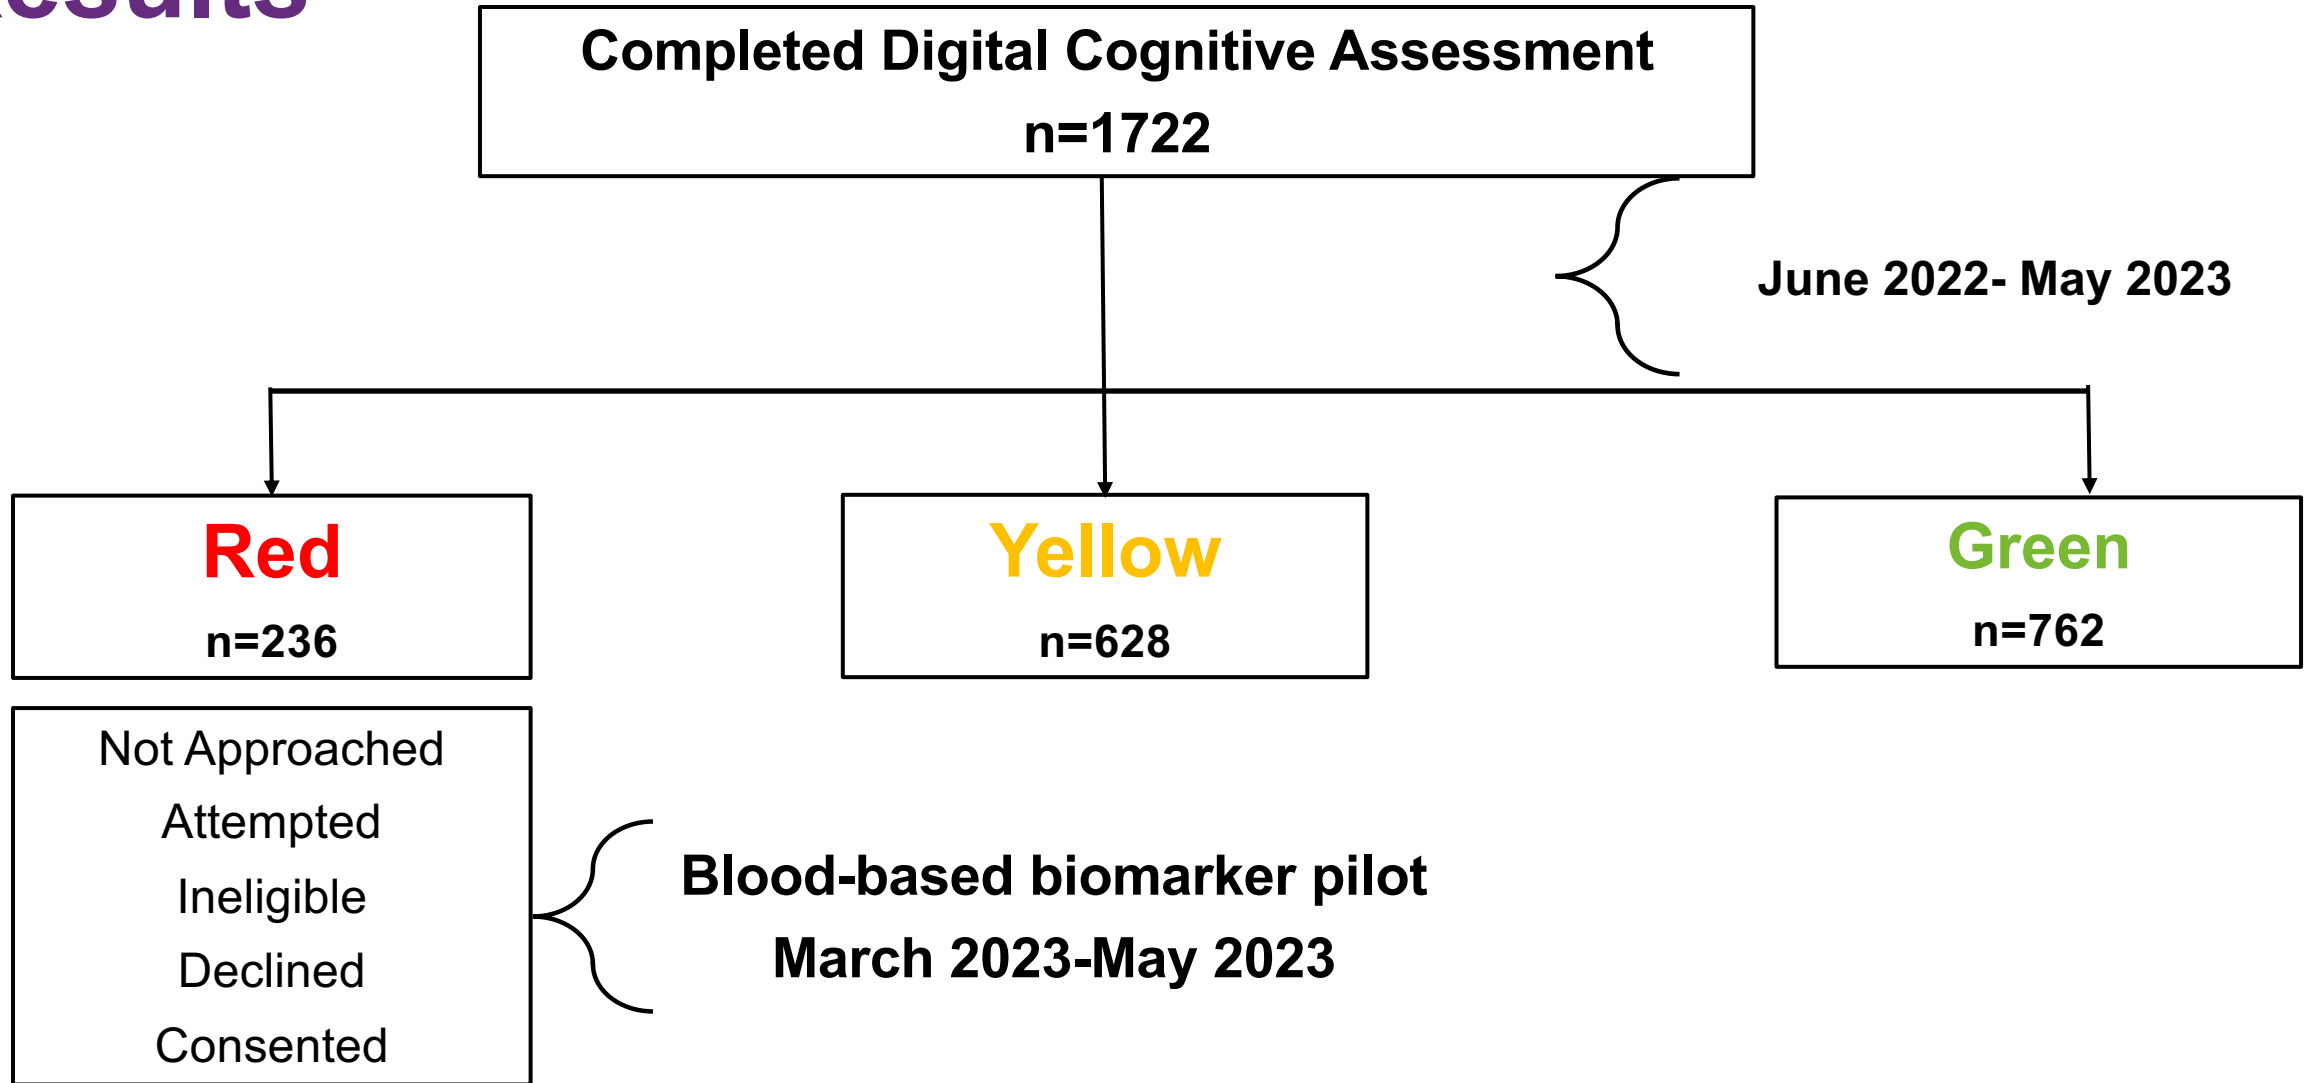 Results
Completed Digital Cognitive Assessment
n=1722
June 2022- May 2023
Red
n=236
Yellow
n=628
Green
n=762
Not Approached
Attempted
Ineligible
Declined
Consented
Blood-based biomarker pilot
March 2023-May 2023